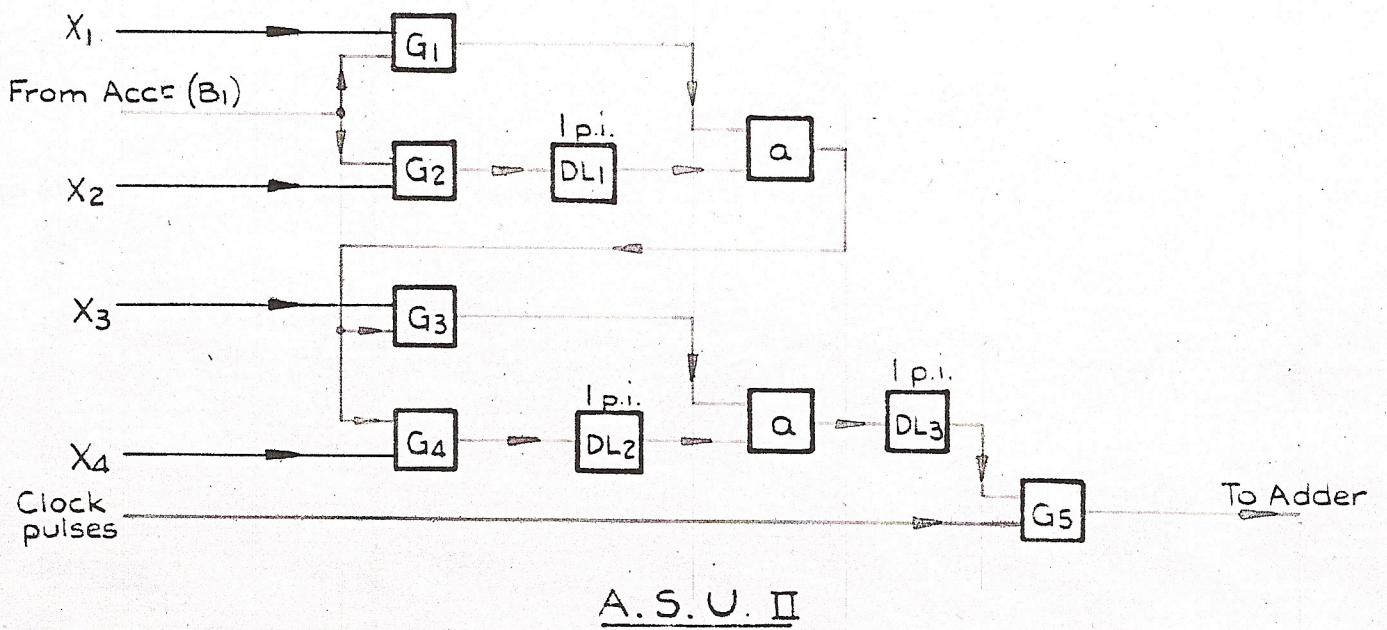 X1
G1
From Accr (B1)
1 p.i.
G2
DL1
a
X2
X3
G3
1 p.i.
1 p.i.
G4
DL2
a
DL3
X4
Clock
pulses
G5
To Adder
A. S. U. II